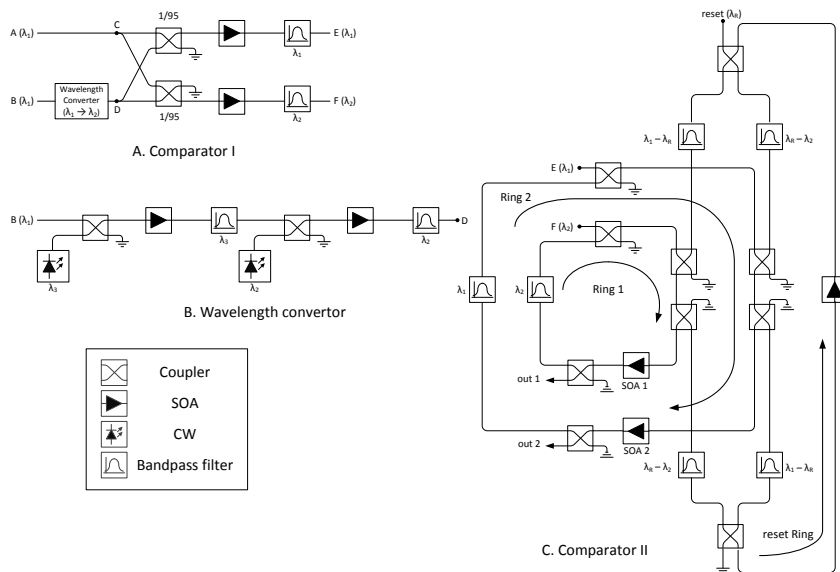 A (λ₁)
C
1/95
λ₁
E (λ₁)
B (λ₁)
Wavelength
Converter
(λ₁ → λ₂)
D
1/95
λ₂
F (λ₂)
A. Comparator I
B (λ₁)
λ₃
λ₃
λ₂
λ₂
D
B. Wavelength convertor
Coupler
SOA
CW
Bandpass filter
reset (λR)
λ₁ – λR
λR – λ₂
E (λ₁)
Ring 2
F (λ₂)
λ₁
λ₂
Ring 1
out 1
SOA 1
out 2
SOA 2
λR – λ₂
λ₁ – λR
reset Ring
C. Comparator II